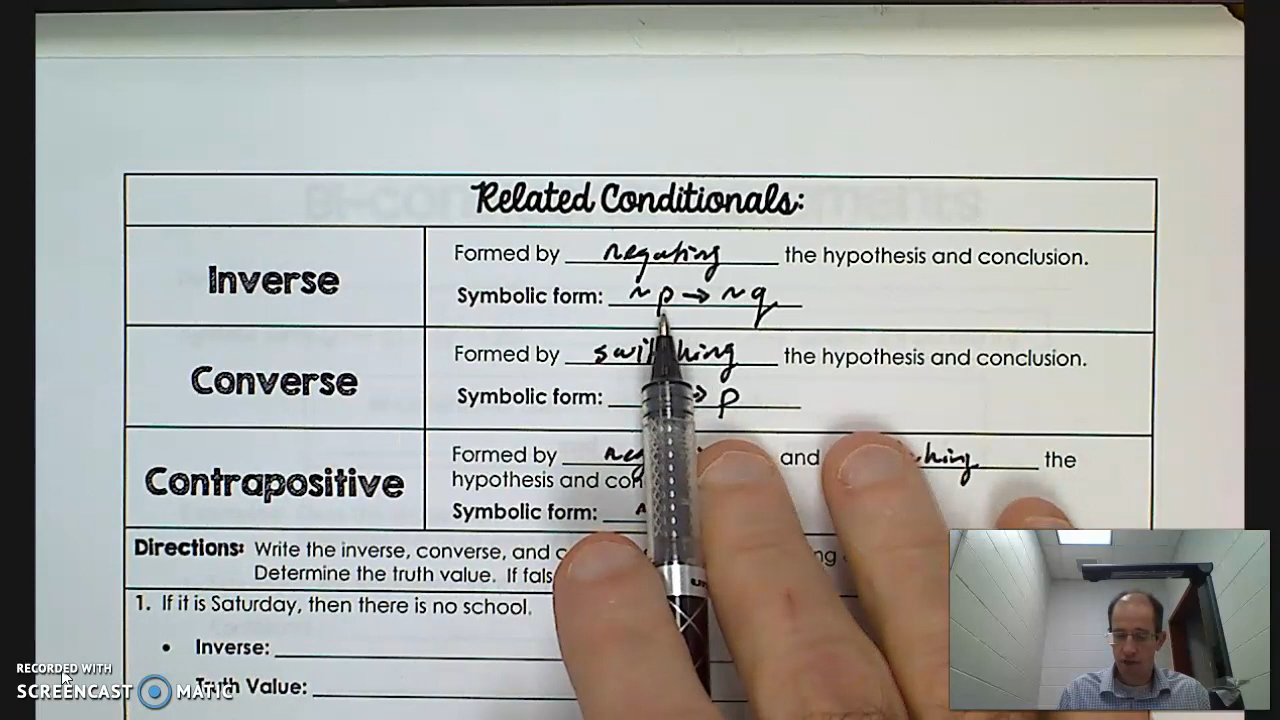 Related Conditionals:
Inverse
Formed by negating the hypothesis and conclusion.
Symbolic form: ~p → ~q
Converse
Formed by switching the hypothesis and conclusion.
Symbolic form: → p
Contrapositive
Formed by and the
hypothesis and
Symbolic form:
Directions: Write the inverse, converse, and
Determine the truth value. If
1. If it is Saturday, then there is no school.
• Inverse:
Truth Value:
RECORDED WITH
SCREENCAST MATIC